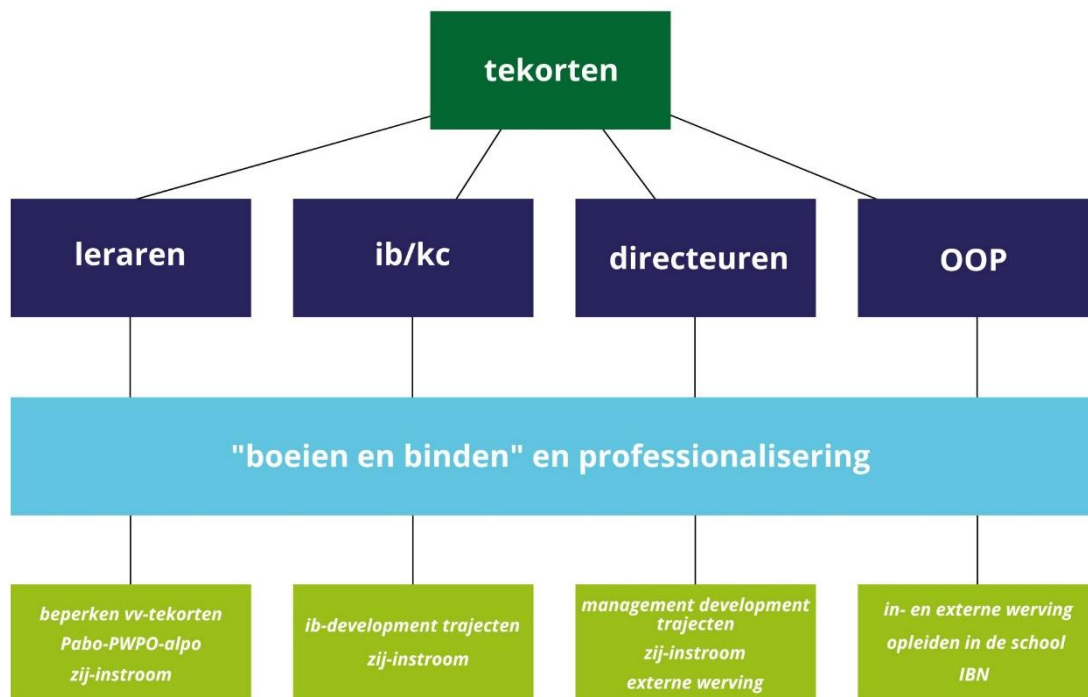 tekorten
leraren
ib/kc
directeuren
OOP
"boeien en binden" en professionalisering
beperken vv-tekorten
Pabo-PWPO-alpo
zij-instroom
ib-development trajecten
zij-instroom
management development
trajecten
zij-instroom
externe werving
in- en externe werving
opleiden in de school
IBN